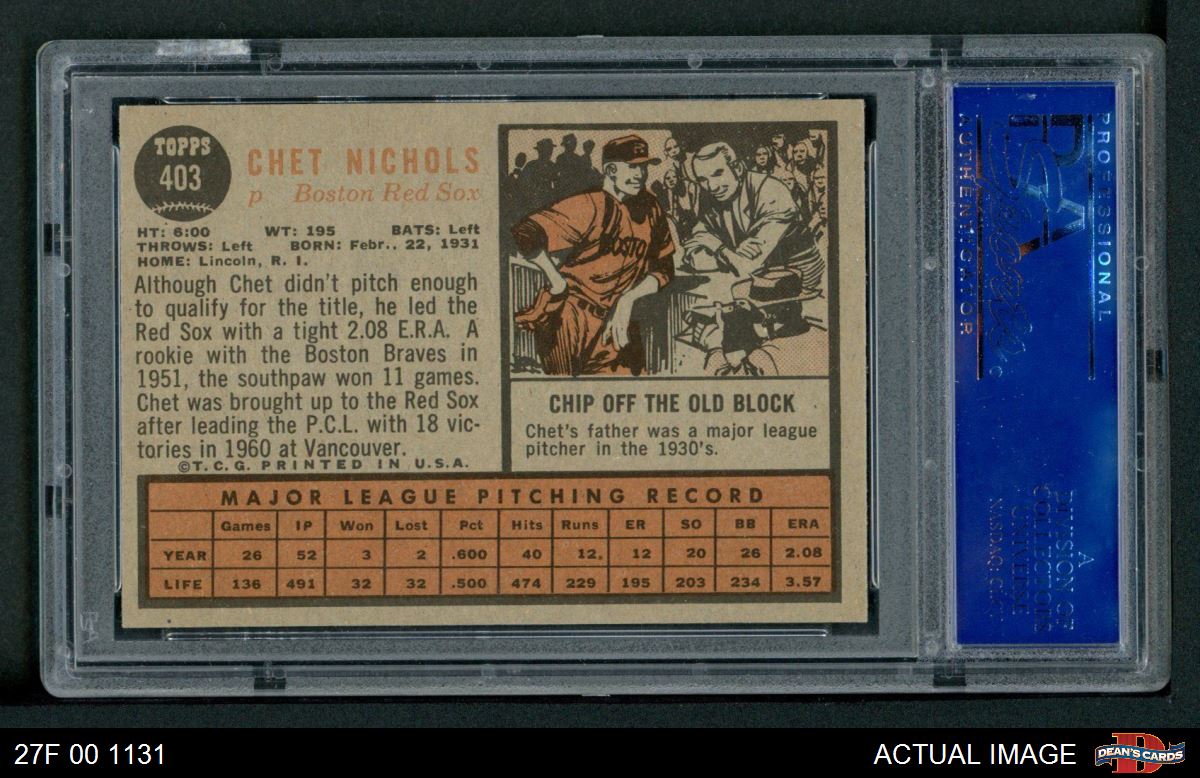 TOPPS
403
CHET NICHOLS
p Boston Red Sox
HT: 6:00 WT: 195 BATS: Left
THROWS: Left BORN: Febr.. 22, 1931
HOME: Lincoln, R. I.
Although Chet didn't pitch enough
to qualify for the title, he led the
Red Sox with a tight 2.08 E.R.A. A
rookie with the Boston Braves in
1951, the southpaw won 11 games.
Chet was brought up to the Red Sox
after leading the P.C.L. with 18 vic-
tories in 1960 at Vancouver.
©T.C.G. PRINTED IN U.S.A.
BOSTO
CHIP OFF THE OLD BLOCK
Chet's father was a major league
pitcher in the 1930's.
MAJOR LEAGUE PITCHING RECORD
Games IP Won Lost Pct Hits Runs ER SO BB ERA
YEAR 26 52 3 2 .600 40 12. 12 20 26 2.08
LIFE 136 491 32 32 .500 474 229 195 203 234 3.57
PROFESSIONAL
PSA
AUTHENTICATOR
A
DIVISION OF
COLLECTORS
UNIVERSE
27F 00 1131
ACTUAL IMAGE
DEAN'S CARDS